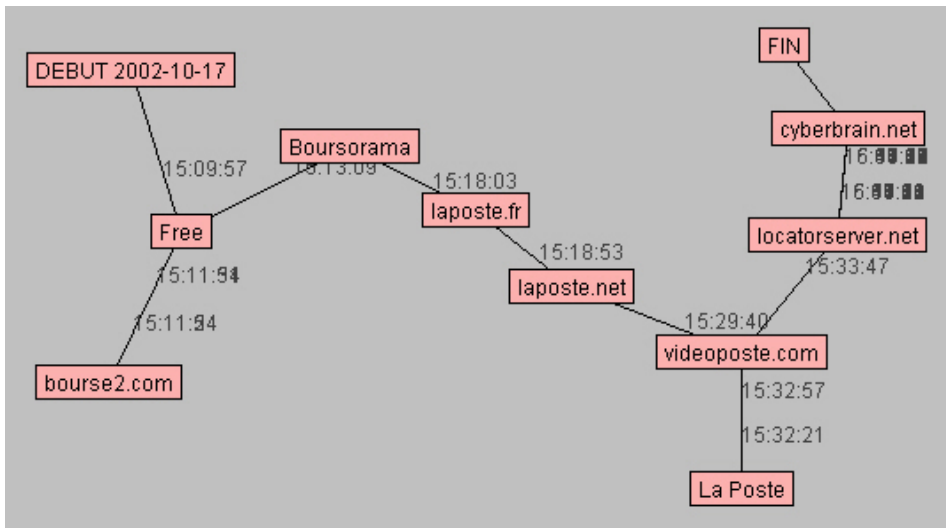 FIN
DEBUT 2002-10-17
cyberbrain.net
Boursorama
15:09:57
15:13:09
15:18:03
laposte.fr
Free
locatorserver.net
15:18:53
15:33:47
laposte.net
15:29:40
videoposte.com
bourse2.com
15:32:57
15:32:21
La Poste